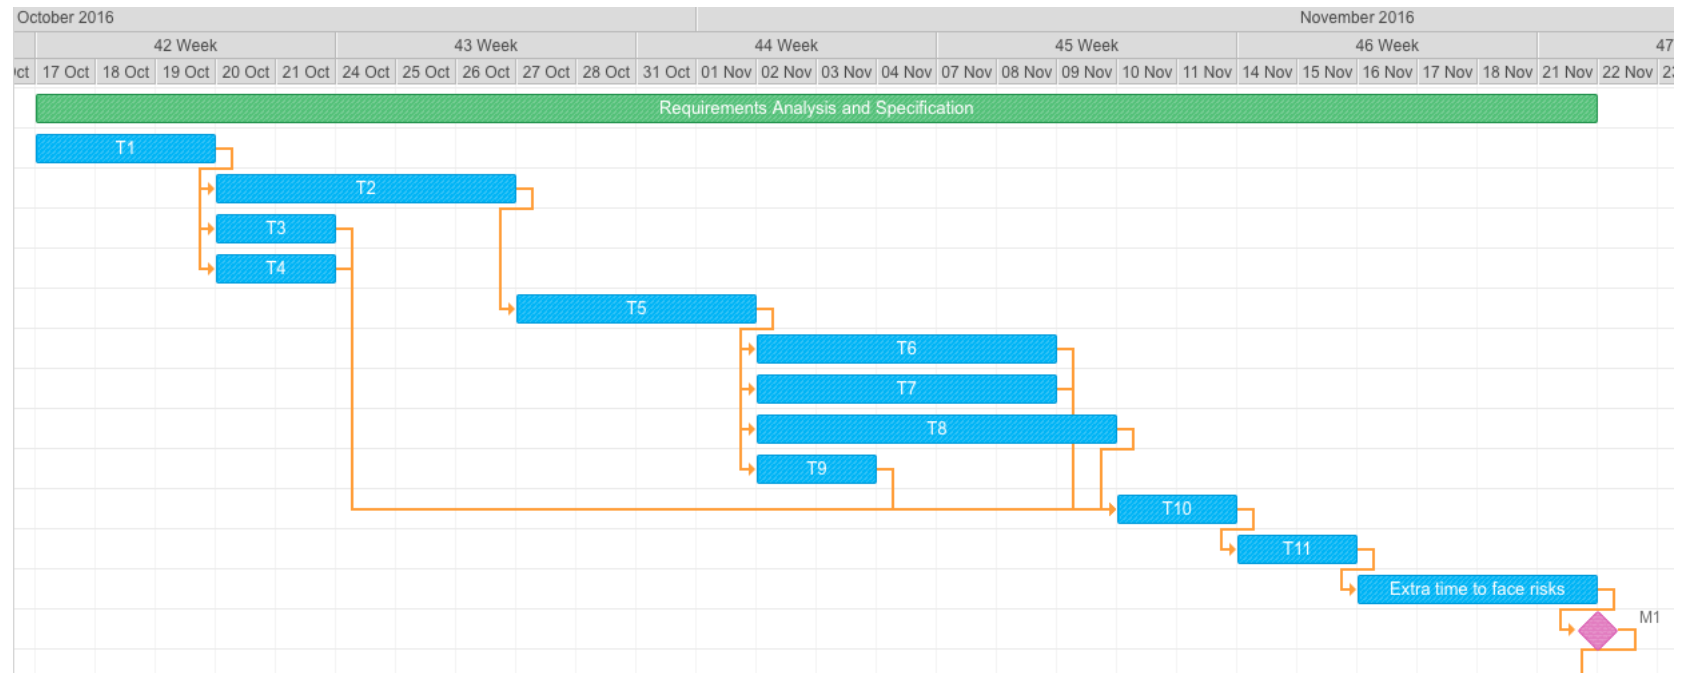 October 2016 November 2016
42 Week 43 Week 44 Week 45 Week 46 Week 47
ct 17 Oct 18 Oct 19 Oct 20 Oct 21 Oct 24 Oct 25 Oct 26 Oct 27 Oct 28 Oct 31 Oct 01 Nov 02 Nov 03 Nov 04 Nov 07 Nov 08 Nov 09 Nov 10 Nov 11 Nov 14 Nov 15 Nov 16 Nov 17 Nov 18 Nov 21 Nov 22 Nov 23
Requirements Analysis and Specification
T1
T2
T3
T4
T5
T6
T7
T8
T9
T10
T11
Extra time to face risks
M1